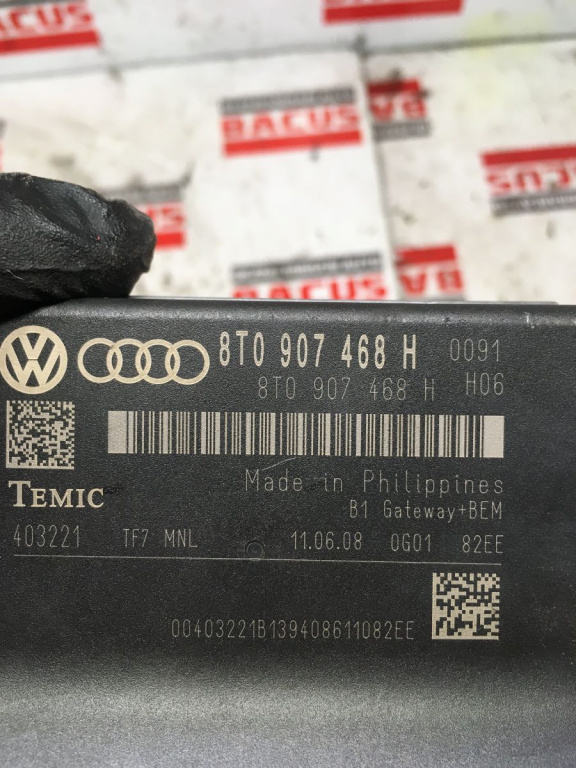 BACUS
BACUS
BACUS
BA
8T0 907 468 H 0091
8T0 907 468 H H06
TEMIC
Made in Philippines
B1 Gateway+BEM
403221 TF7 MNL 11.06.08 0G01 82EE
00403221B139408611082EE